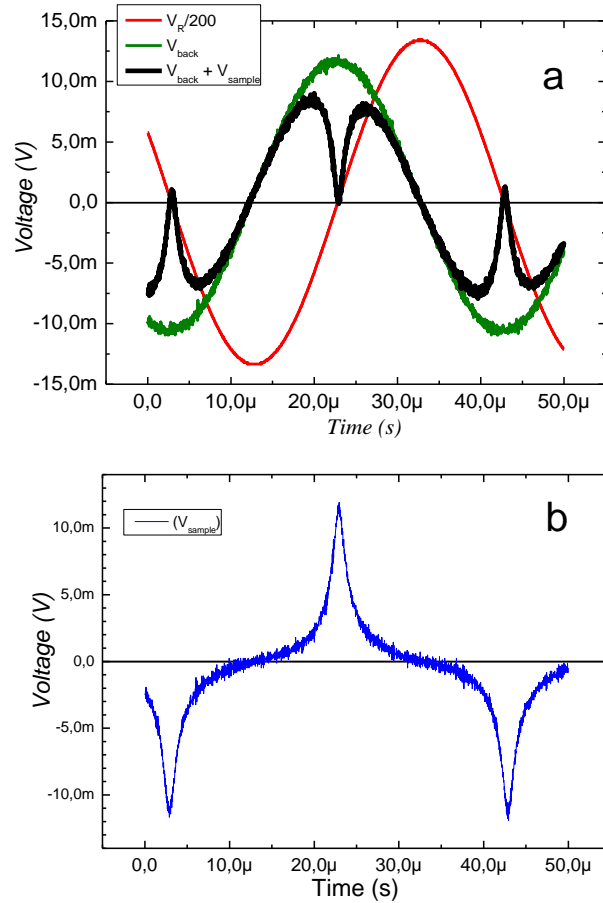 V_R/200
V_back
V_back + V_sample
a
Voltage (V)
15,0m
10,0m
5,0m
0,0
-5,0m
-10,0m
-15,0m
0,0 10,0µ 20,0µ 30,0µ 40,0µ 50,0µ
Time (s)
(V_sample)
b
Voltage (V)
10,0m
5,0m
0,0
-5,0m
-10,0m
0,0 10,0µ 20,0µ 30,0µ 40,0µ 50,0µ
Time (s)